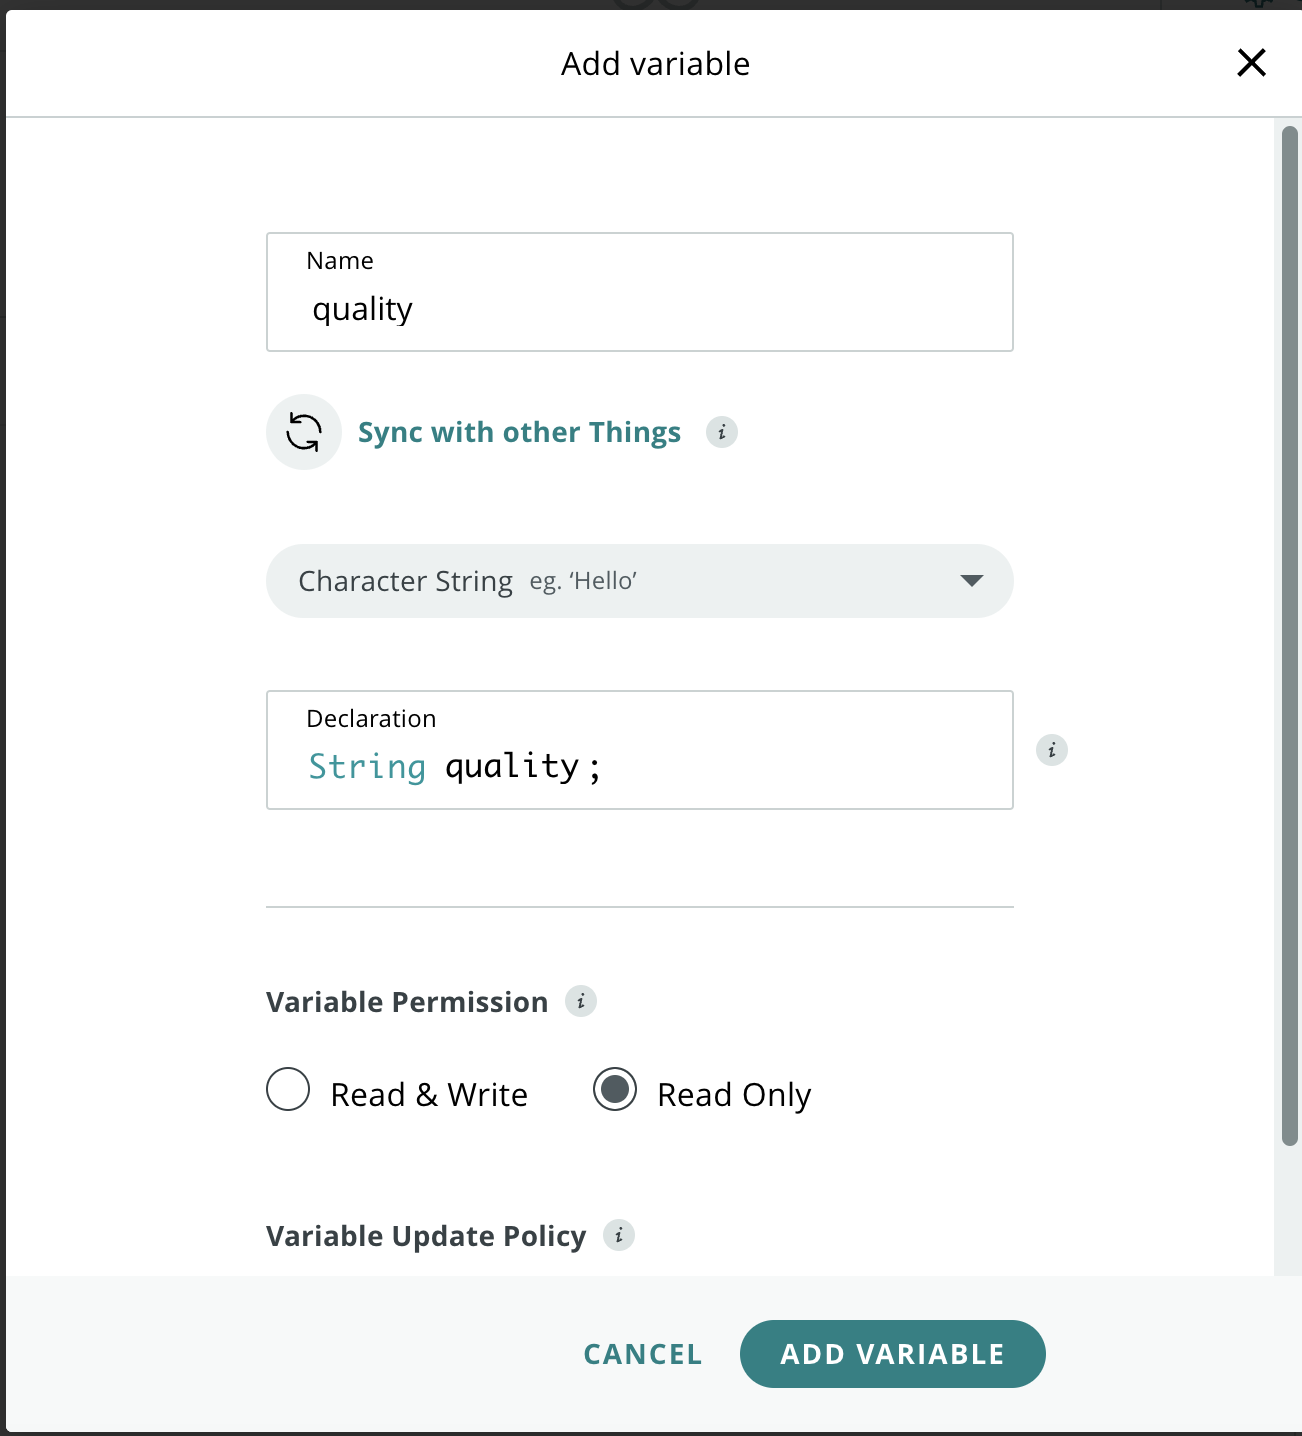 Add variable
Name
quality
Sync with other Things i
Character String eg. ‘Hello’
Declaration
String quality;
i
Variable Permission i
Read & Write Read Only
Variable Update Policy i
CANCEL ADD VARIABLE